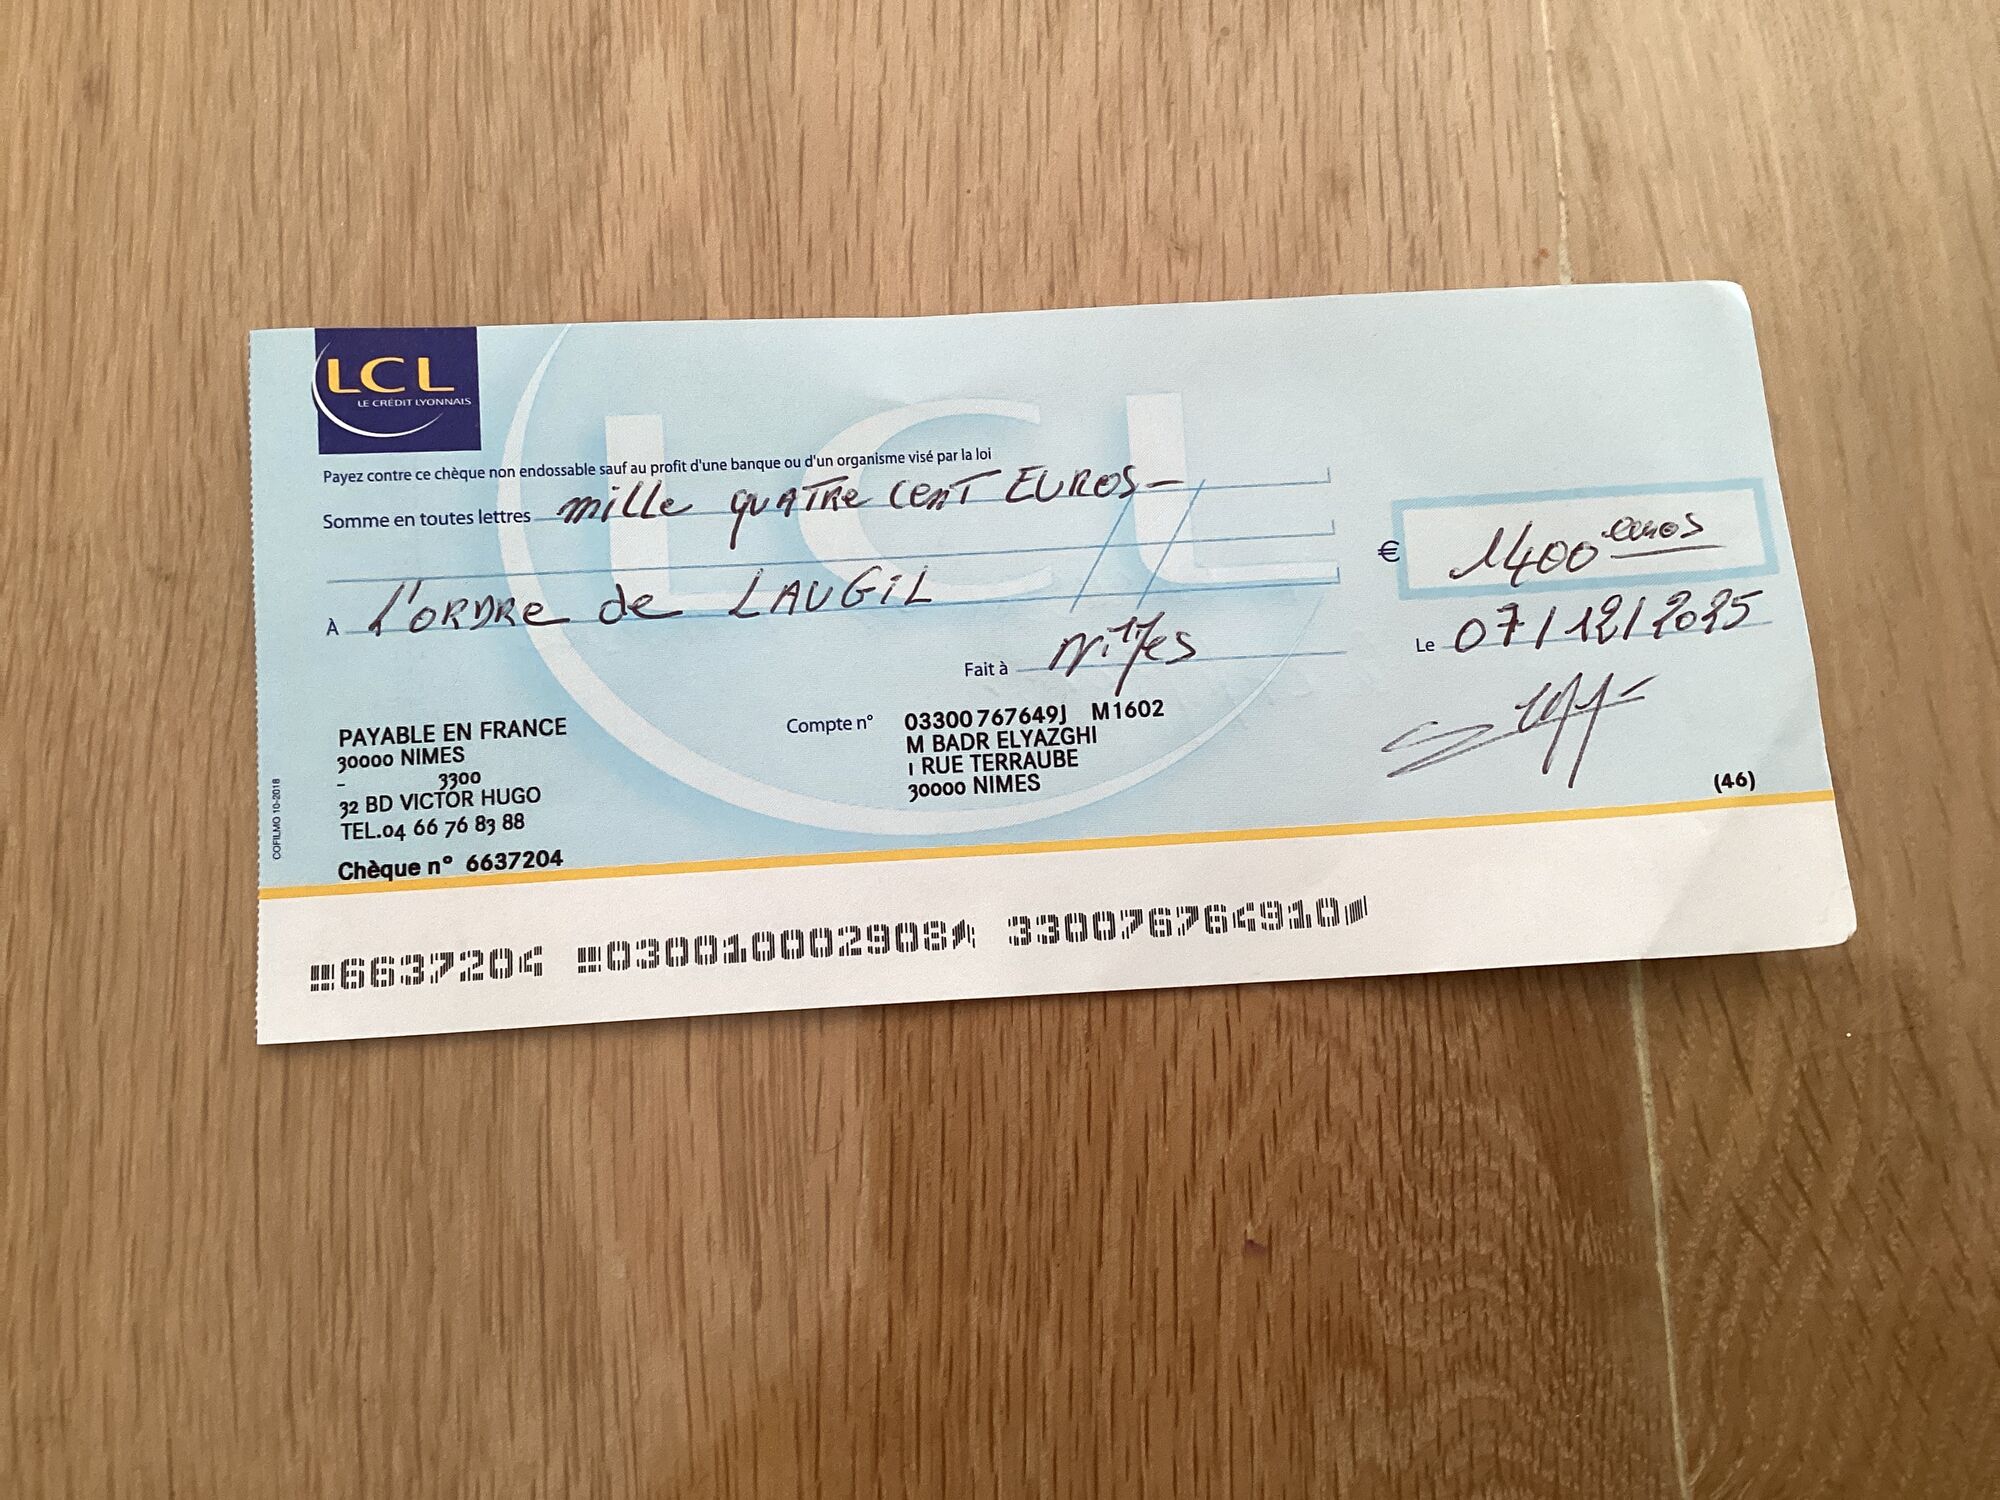 LCL
LE CRÉDIT LYONNAIS
Payez contre ce chèque non endossable sauf au profit d'une banque ou d'un organisme visé par la loi
Somme en toutes lettres mille quatre cent EUROS -
€ 1400 euros
À L'ORDRE de LAUGIL
Le 07/12/2025
Fait à Nîmes
PAYABLE EN FRANCE
30000 NIMES
- 3300
32 BD VICTOR HUGO
TEL.04 66 76 83 88
Chèque n° 6637204
Compte n° 03300767649J M1602
M BADR ELYAZGHI
1 RUE TERRAUBE
30000 NIMES
(46)
COFILMO 10-2018
6637204 030010002908 330076764910